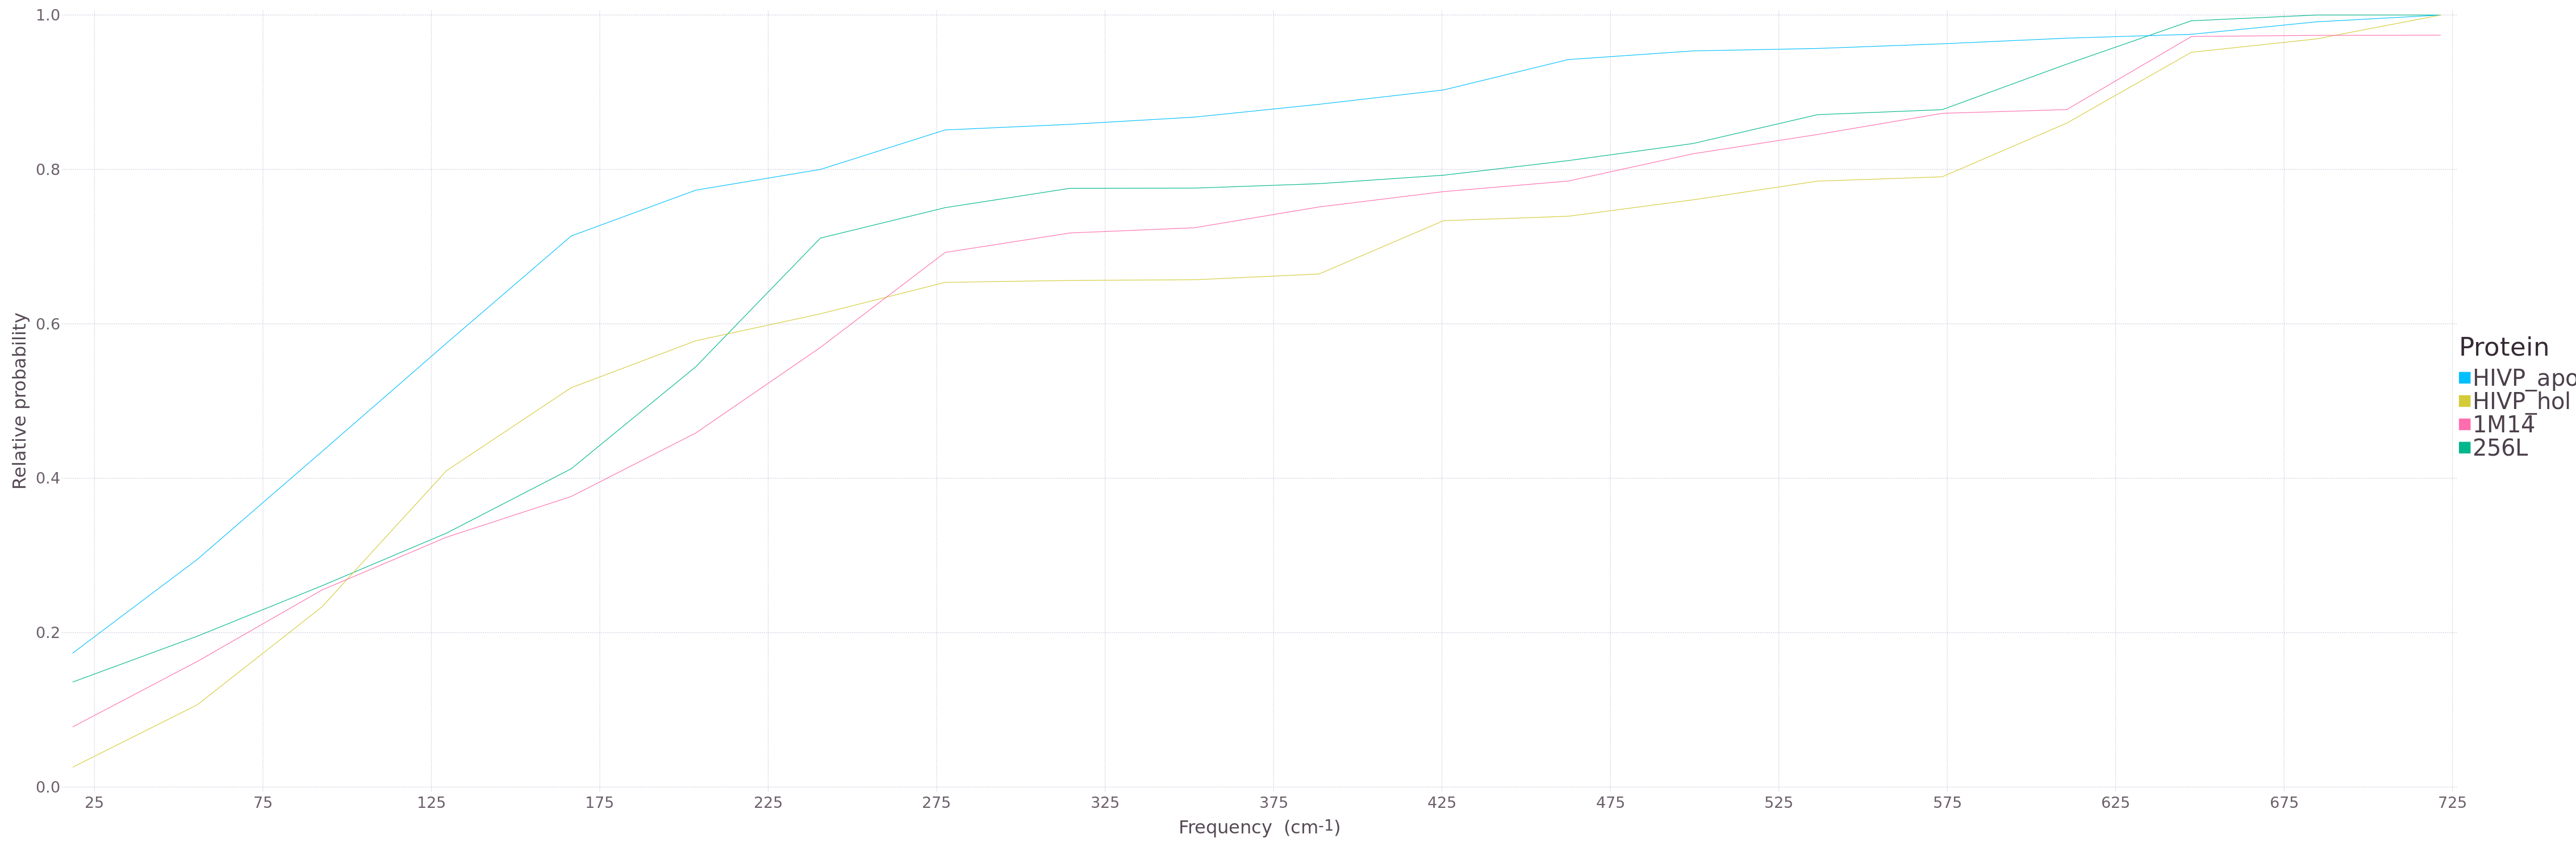 1.0
0.8
0.6
0.4
0.2
0.0
Relative probability
25 75 125 175 225 275 325 375 425 475 525 575 625 675 725
Frequency (cm-1)
Protein
HIVP_apo
HIVP_hol
1M14
256L